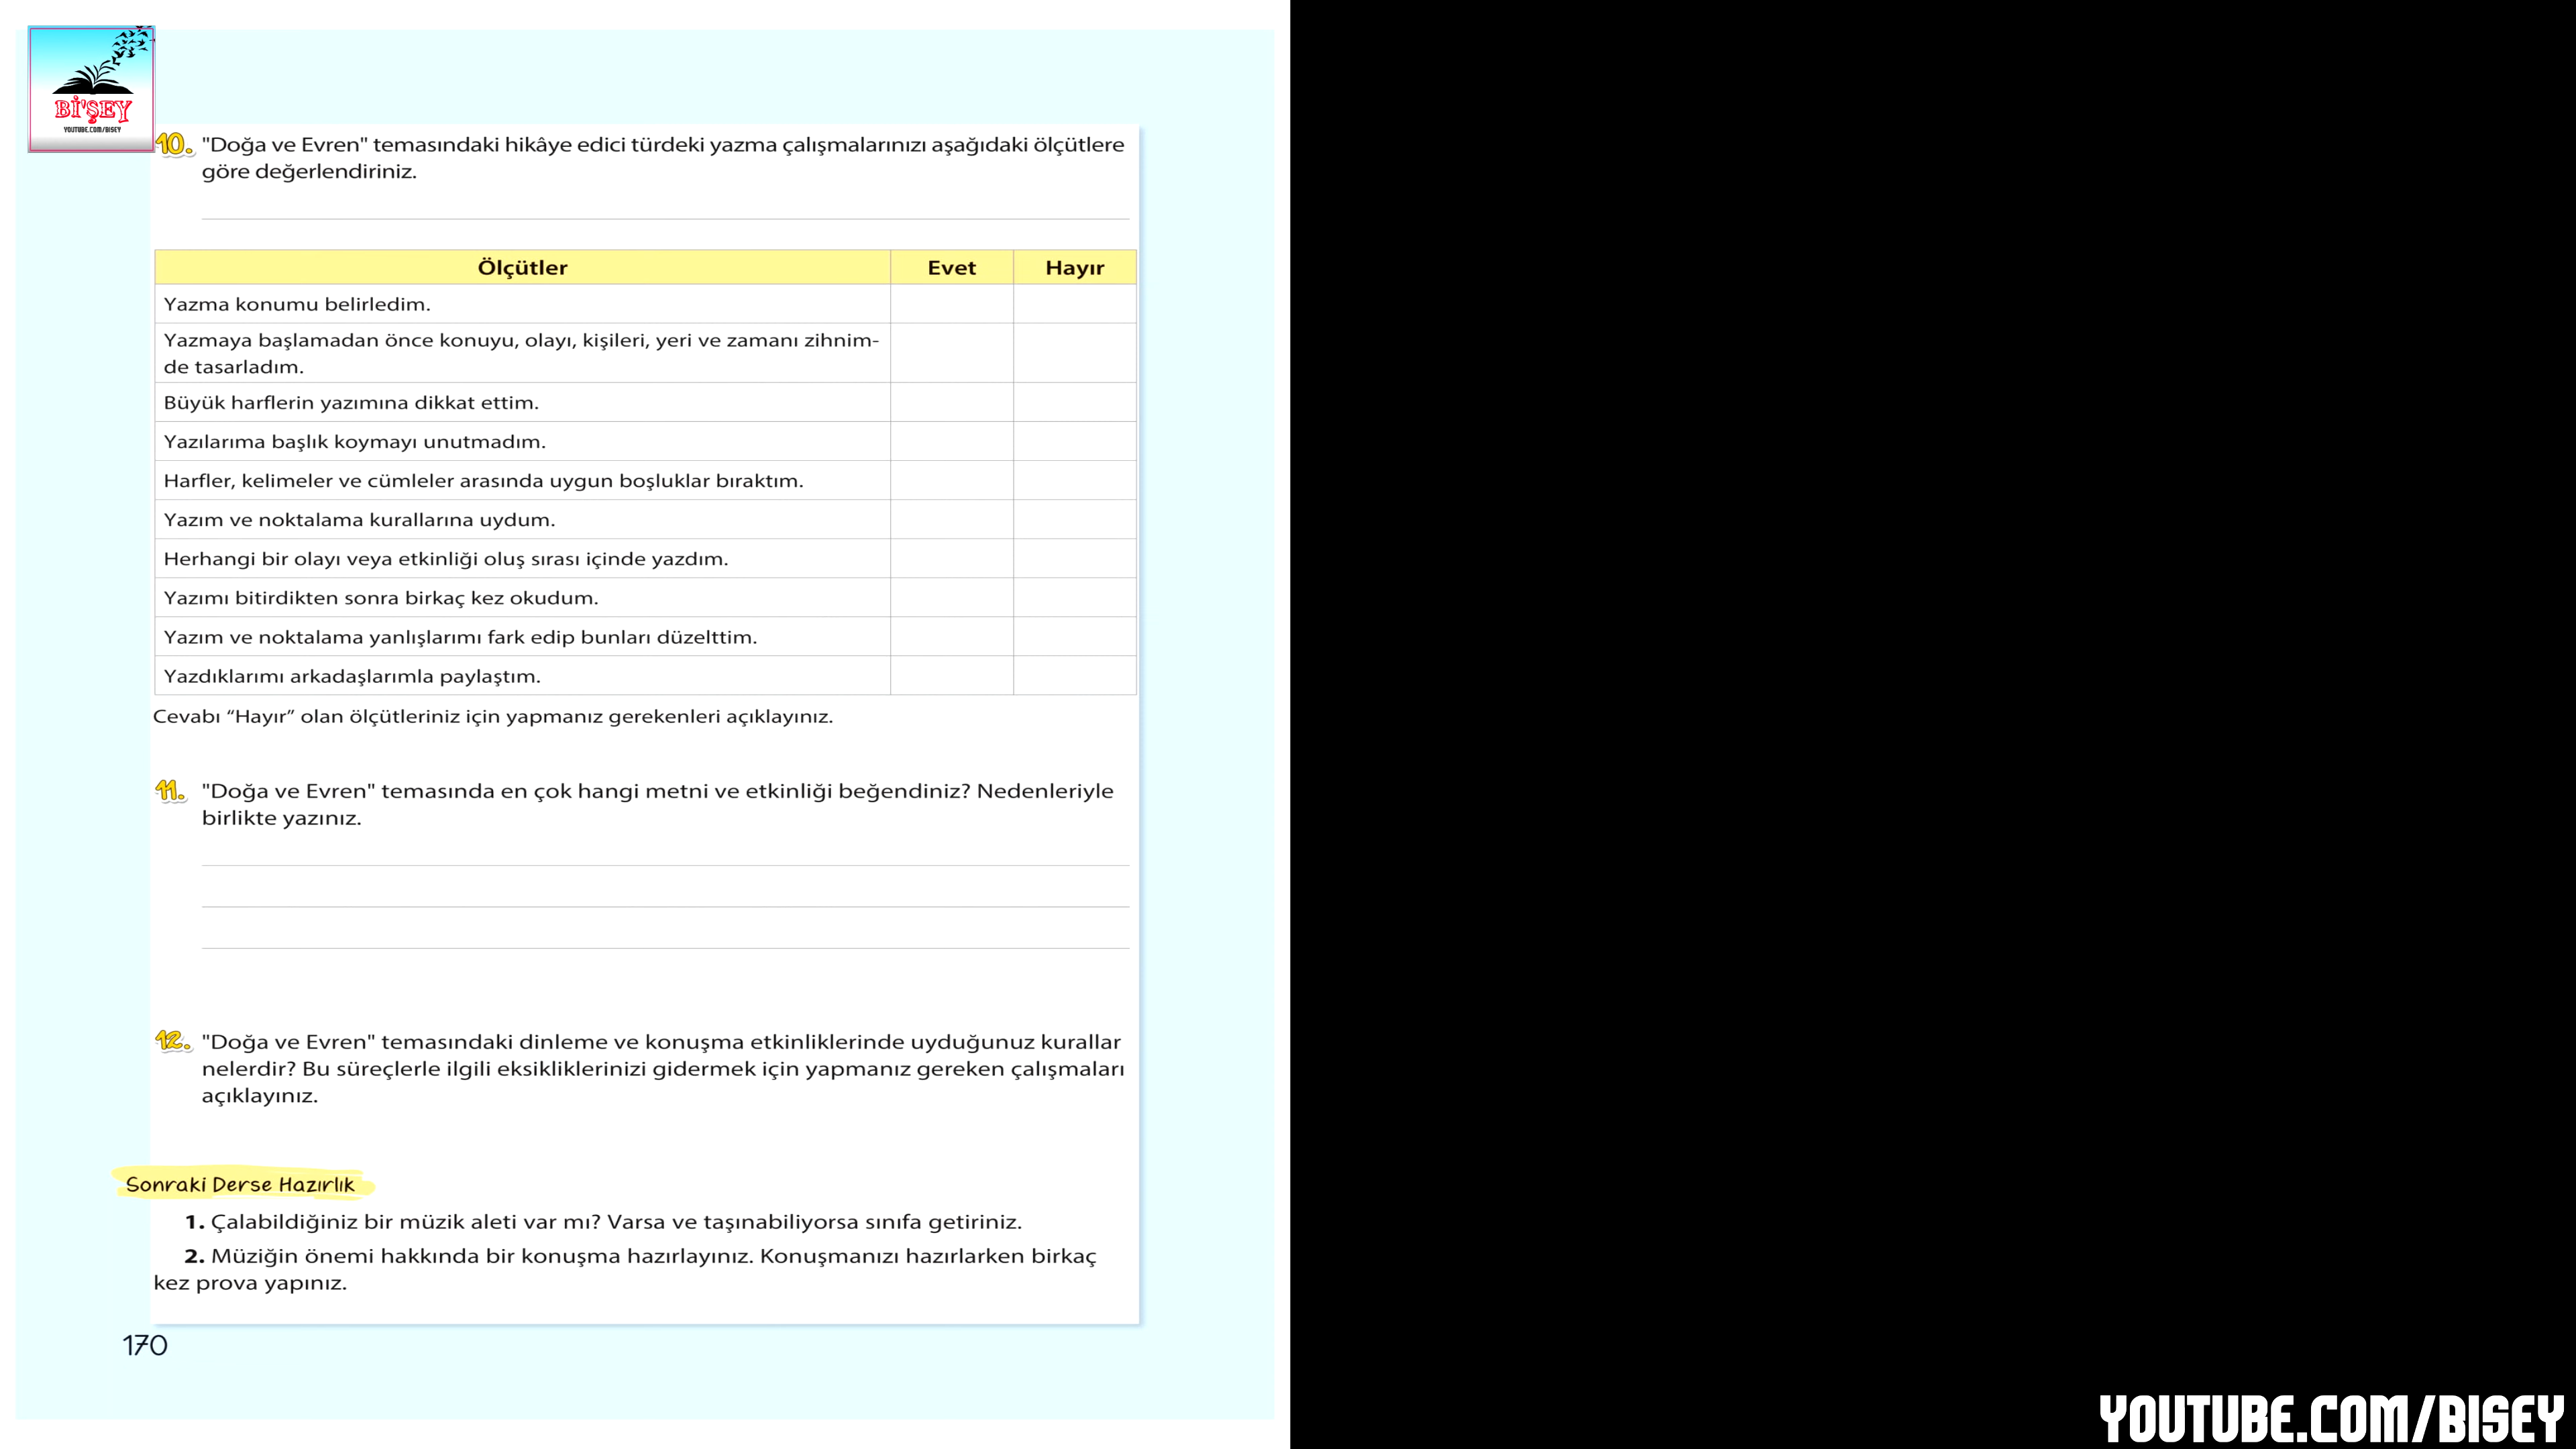 Bİ'ŞEY
YOUTUBE.COM/BISEY
10. "Doğa ve Evren" temasındaki hikâye edici türdeki yazma çalışmalarınızı aşağıdaki ölçütlere
göre değerlendiriniz.
Ölçütler Evet Hayır
Yazma konumu belirledim.
Yazmaya başlamadan önce konuyu, olayı, kişileri, yeri ve zamanı zihnim-
de tasarladım.
Büyük harflerin yazımına dikkat ettim.
Yazılarıma başlık koymayı unutmadım.
Harfler, kelimeler ve cümleler arasında uygun boşluklar bıraktım.
Yazım ve noktalama kurallarına uydum.
Herhangi bir olayı veya etkinliği oluş sırası içinde yazdım.
Yazımı bitirdikten sonra birkaç kez okudum.
Yazım ve noktalama yanlışlarımı fark edip bunları düzelttim.
Yazdıklarımı arkadaşlarımla paylaştım.
Cevabı “Hayır” olan ölçütleriniz için yapmanız gerekenleri açıklayınız.
11. "Doğa ve Evren" temasında en çok hangi metni ve etkinliği beğendiniz? Nedenleriyle
birlikte yazınız.
12. "Doğa ve Evren" temasındaki dinleme ve konuşma etkinliklerinde uyduğunuz kurallar
nelerdir? Bu süreçlerle ilgili eksikliklerinizi gidermek için yapmanız gereken çalışmaları
açıklayınız.
Sonraki Derse Hazırlık
1. Çalabildiğiniz bir müzik aleti var mı? Varsa ve taşınabiliyorsa sınıfa getiriniz.
2. Müziğin önemi hakkında bir konuşma hazırlayınız. Konuşmanızı hazırlarken birkaç
kez prova yapınız.
170
YOUTUBE.COM/BISEY